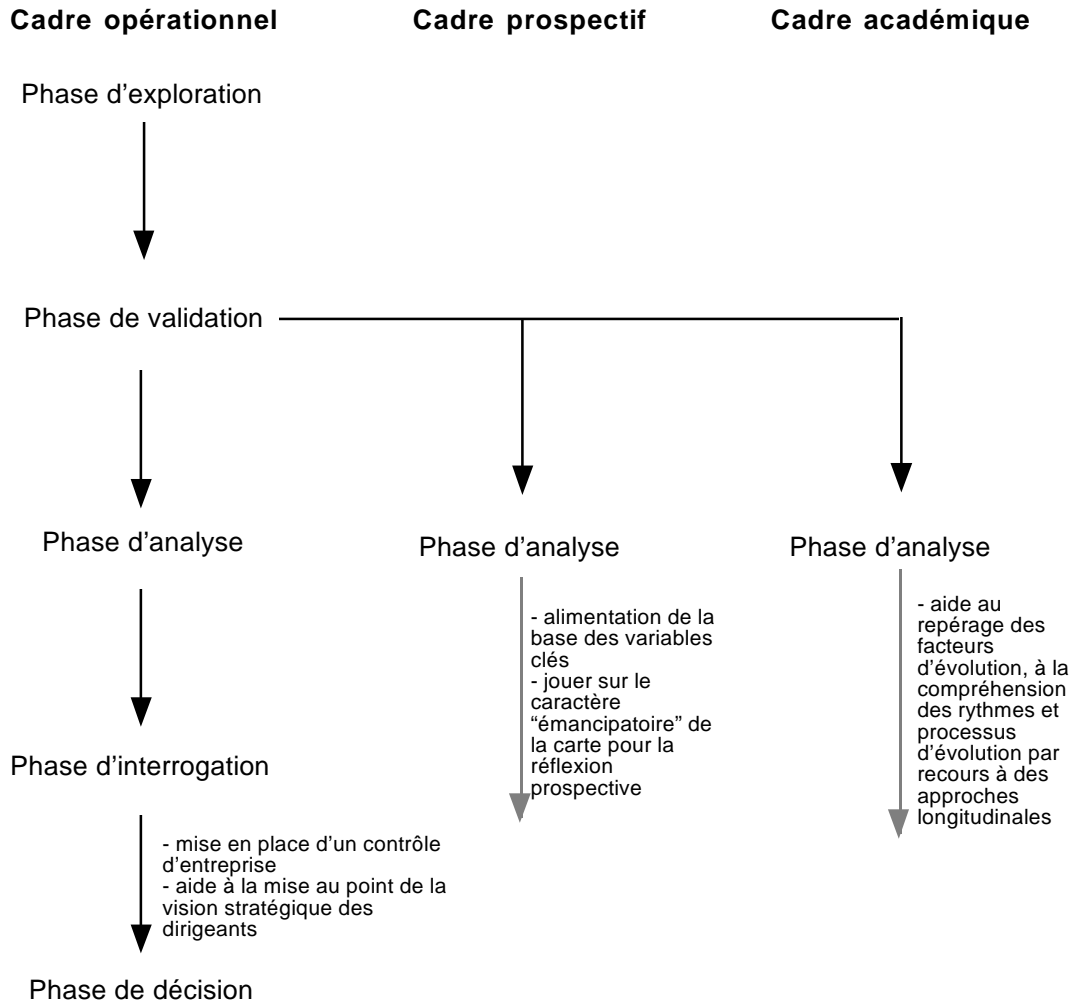 Cadre opérationnel
Cadre prospectif
Cadre académique
Phase d’exploration
Phase de validation
Phase d’analyse
Phase d’analyse
Phase d’analyse
- alimentation de la
base des variables
clés
- jouer sur le
caractère
“émancipatoire” de
la carte pour la
réflexion
prospective
- aide au
repérage des
facteurs
d’évolution, à la
compréhension
des rythmes et
processus
d’évolution par
recours à des
approches
longitudinales
Phase d’interrogation
- mise en place d’un contrôle
d’entreprise
- aide à la mise au point de la
vision stratégique des
dirigeants
Phase de décision